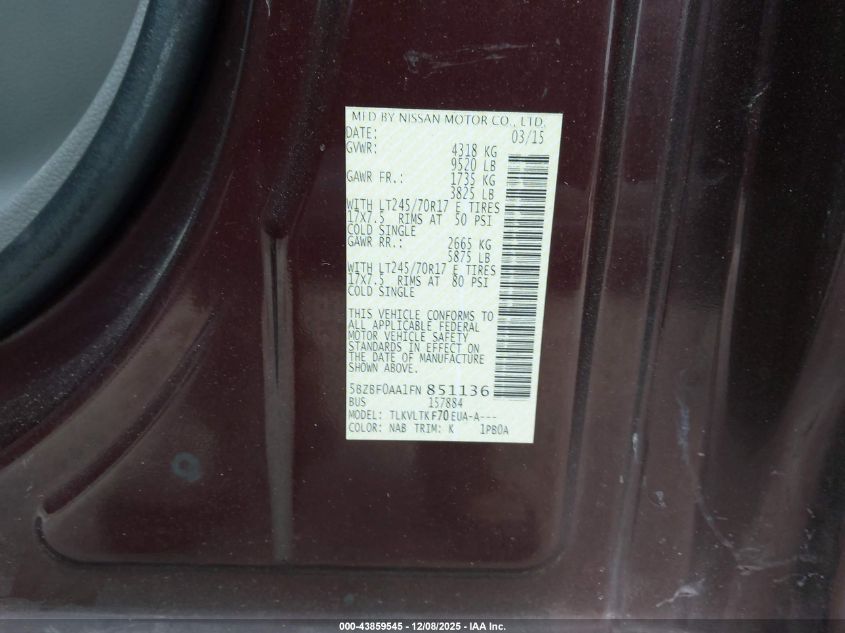 MFD BY NISSAN MOTOR CO., LTD.
DATE: 03/15
GVWR: 4318 KG
9520 LB
GAWR FR.: 1735 KG
3825 LB
WITH LT245/70R17 E TIRES
17X7.5 RIMS AT 50 PSI
COLD SINGLE
GAWR RR.: 2665 KG
5875 LB
WITH LT245/70R17 E TIRES
17X7.5 RIMS AT 80 PSI
COLD SINGLE
THIS VEHICLE CONFORMS TO
ALL APPLICABLE FEDERAL
MOTOR VEHICLE SAFETY
STANDARDS IN EFFECT ON
THE DATE OF MANUFACTURE
SHOWN ABOVE.
5BZBF0AA1FN 851136
BUS 157884
MODEL: TLKVLTKF70EUA-A---
COLOR: NAB TRIM: K 1PB0A
000-43859545 - 12/08/2025 - IAA Inc.